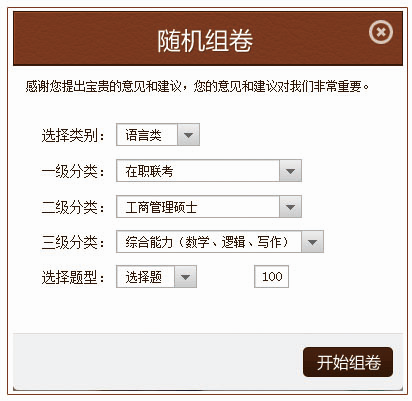 随机组卷
感谢您提出宝贵的意见和建议，您的意见和建议对我们非常重要。
选择类别： 语言类
一级分类： 在职联考
二级分类： 工商管理硕士
三级分类： 综合能力（数学、逻辑、写作）
选择题型： 选择题 100
开始组卷